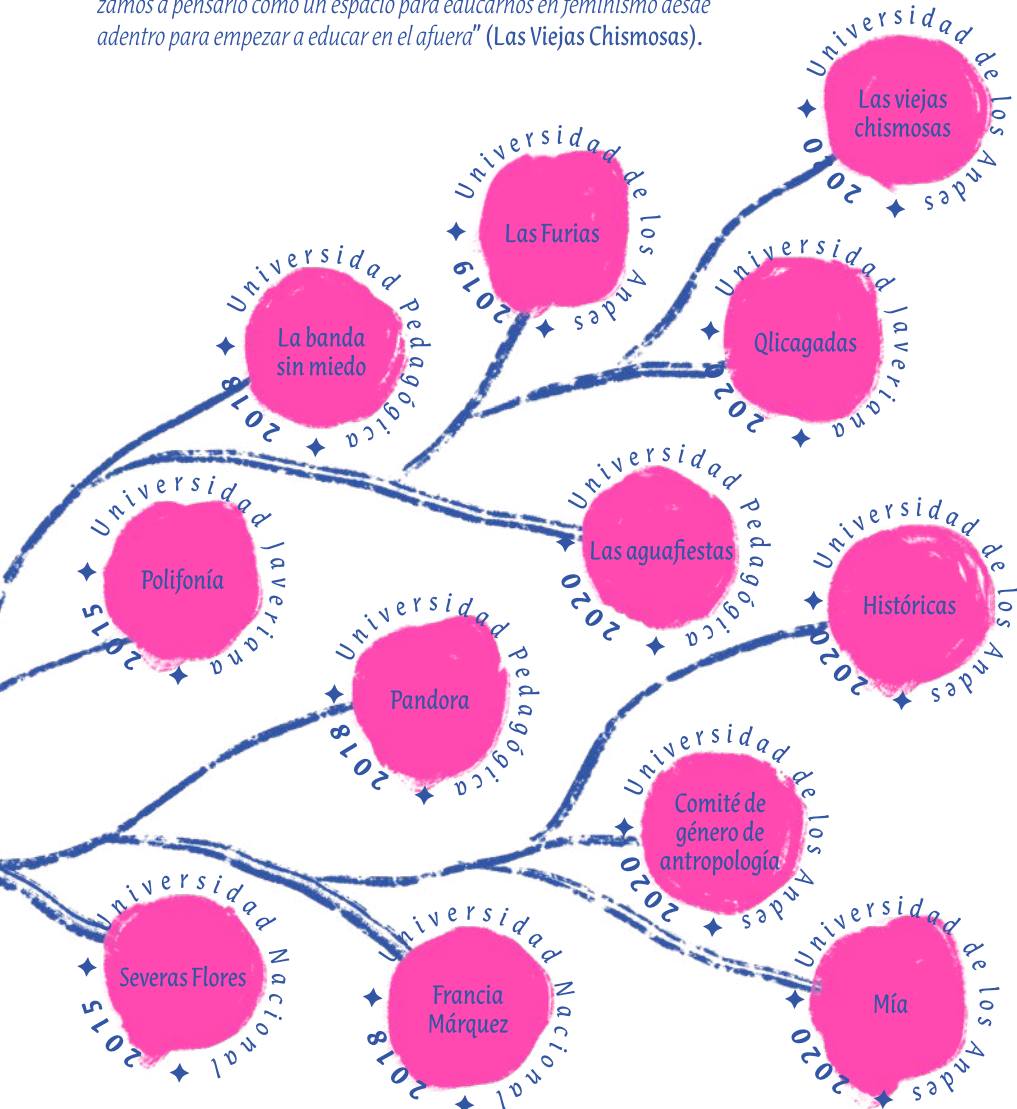 zamos a pensarlo como un espacio para educarnos en feminismo desde
adentro para empezar a educar en el afuera” (Las Viejas Chismosas).
Universidad de los Andes
Las viejas
chismosas
2020
Universidad de los Andes
Las Furias
2019
Universidad Javeriana
Qlicagadas
2020
Universidad Pedagógica
La banda
sin miedo
2018
Universidad Pedagógica
Las aguafiestas
2020
Universidad Javeriana
Polifonía
2015
Universidad de los Andes
Históricas
2020
Universidad Pedagógica
Pandora
2018
Universidad de los Andes
Comité de
género de
antropología
2020
Universidad Nacional
Severas Flores
2015
Universidad Nacional
Francia
Márquez
2018
Universidad de los Andes
Mía
2020